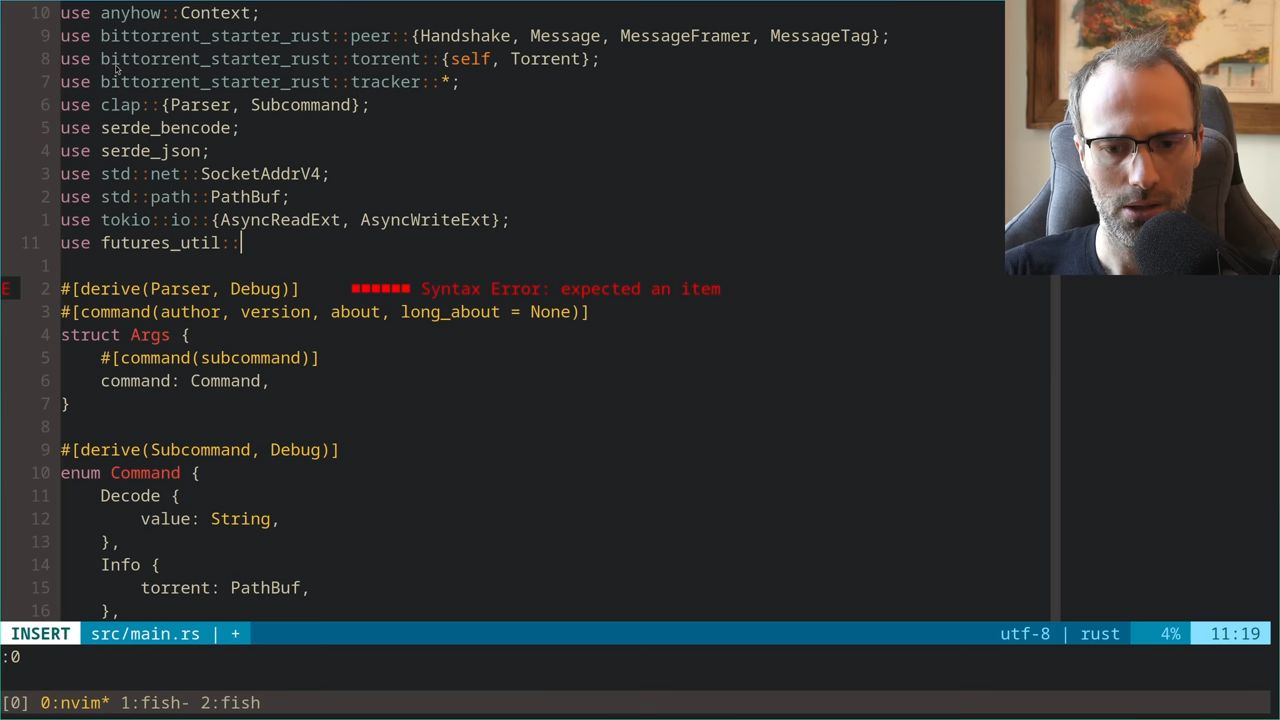 10 use anyhow::Context;
9 use bittorrent_starter_rust::peer::{Handshake, Message, MessageFramer, MessageTag};
8 use bittorrent_starter_rust::torrent::{self, Torrent};
7 use bittorrent_starter_rust::tracker::*;
6 use clap::{Parser, Subcommand};
5 use serde_bencode;
4 use serde_json;
3 use std::net::SocketAddrV4;
2 use std::path::PathBuf;
1 use tokio::io::{AsyncReadExt, AsyncWriteExt};
11 use futures_util::
1
E 2 #[derive(Parser, Debug)] ■■■■■■ Syntax Error: expected an item
3 #[command(author, version, about, long_about = None)]
4 struct Args {
5     #[command(subcommand)]
6     command: Command,
7 }
8
9 #[derive(Subcommand, Debug)]
10 enum Command {
11     Decode {
12         value: String,
13     },
14     Info {
15         torrent: PathBuf,
16     },
INSERT src/main.rs | + utf-8 | rust 4% 11:19
:0
[0] 0:nvim* 1:fish- 2:fish